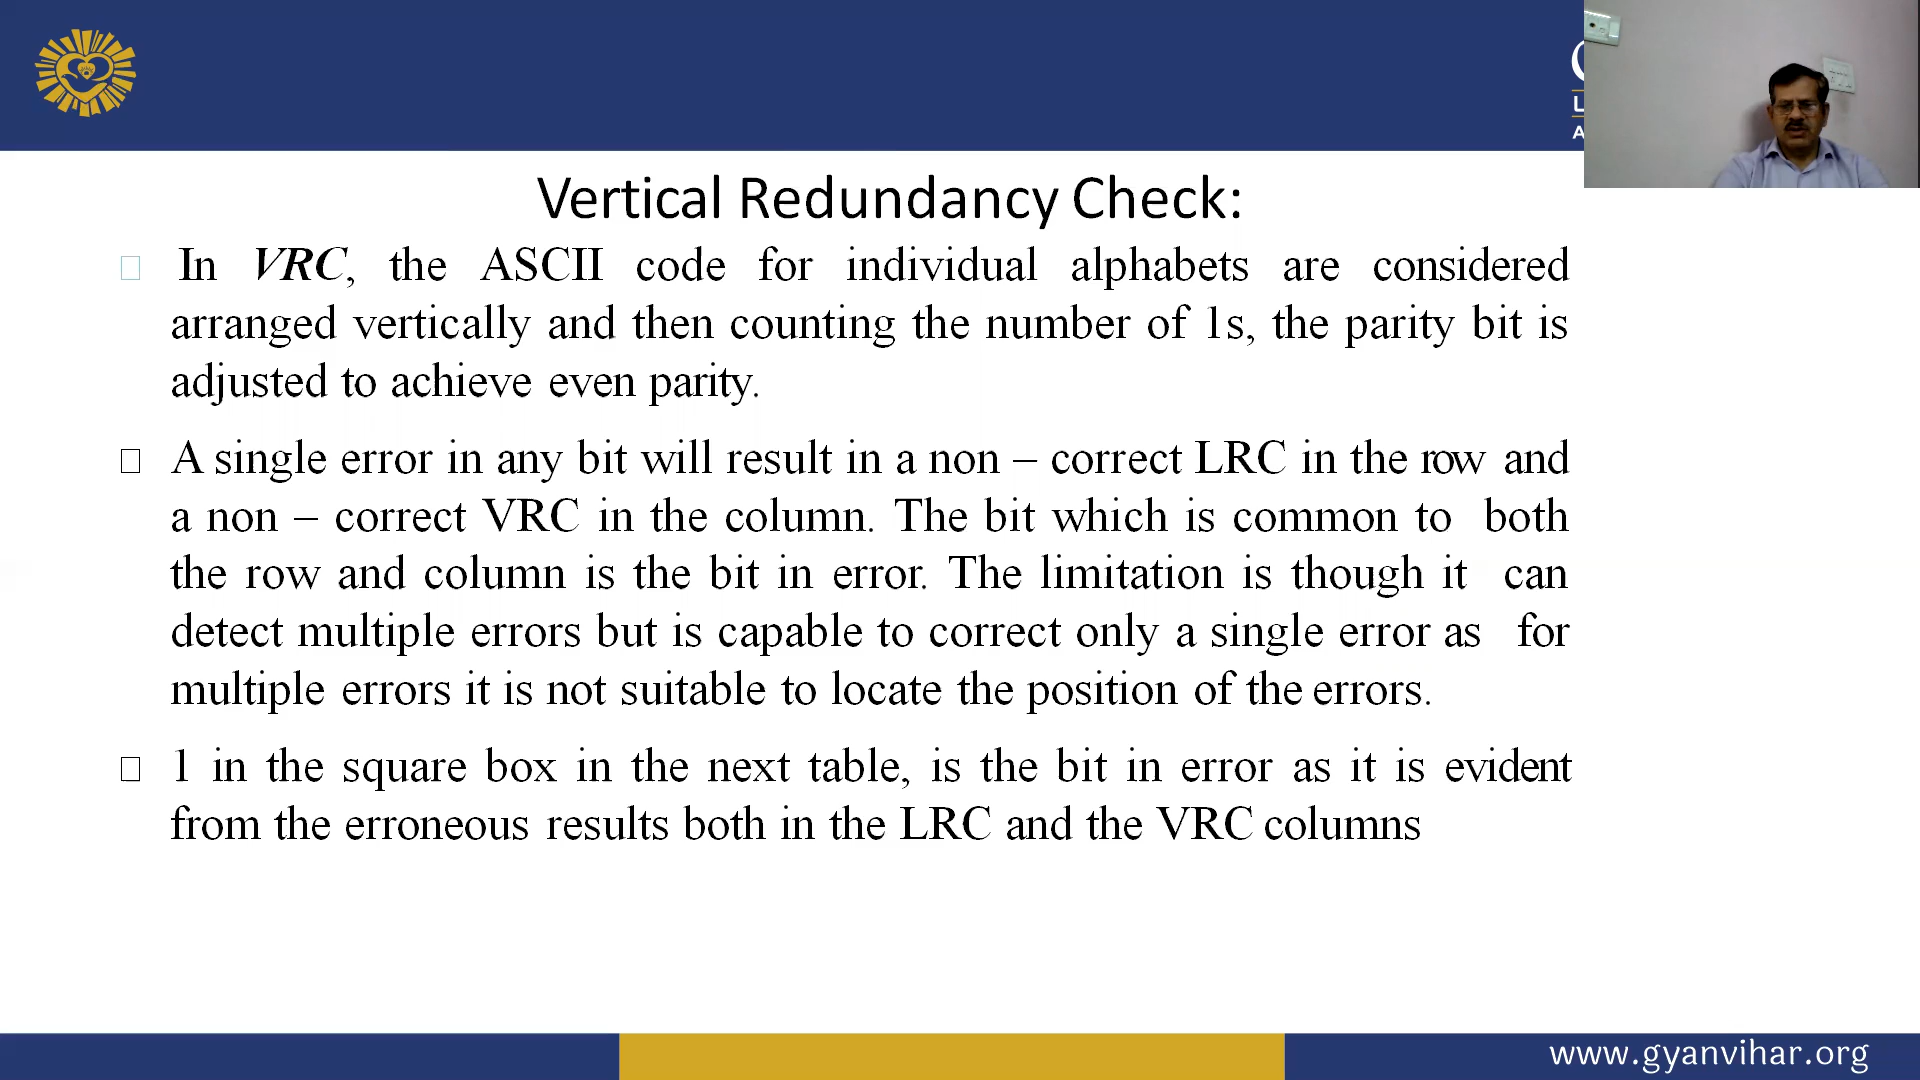 Vertical Redundancy Check:
In VRC, the ASCII code for individual alphabets are considered
arranged vertically and then counting the number of 1s, the parity bit is
adjusted to achieve even parity.
A single error in any bit will result in a non – correct LRC in the row and
a non – correct VRC in the column. The bit which is common to both
the row and column is the bit in error. The limitation is though it can
detect multiple errors but is capable to correct only a single error as for
multiple errors it is not suitable to locate the position of the errors.
1 in the square box in the next table, is the bit in error as it is evident
from the erroneous results both in the LRC and the VRC columns
www.gyanvihar.org